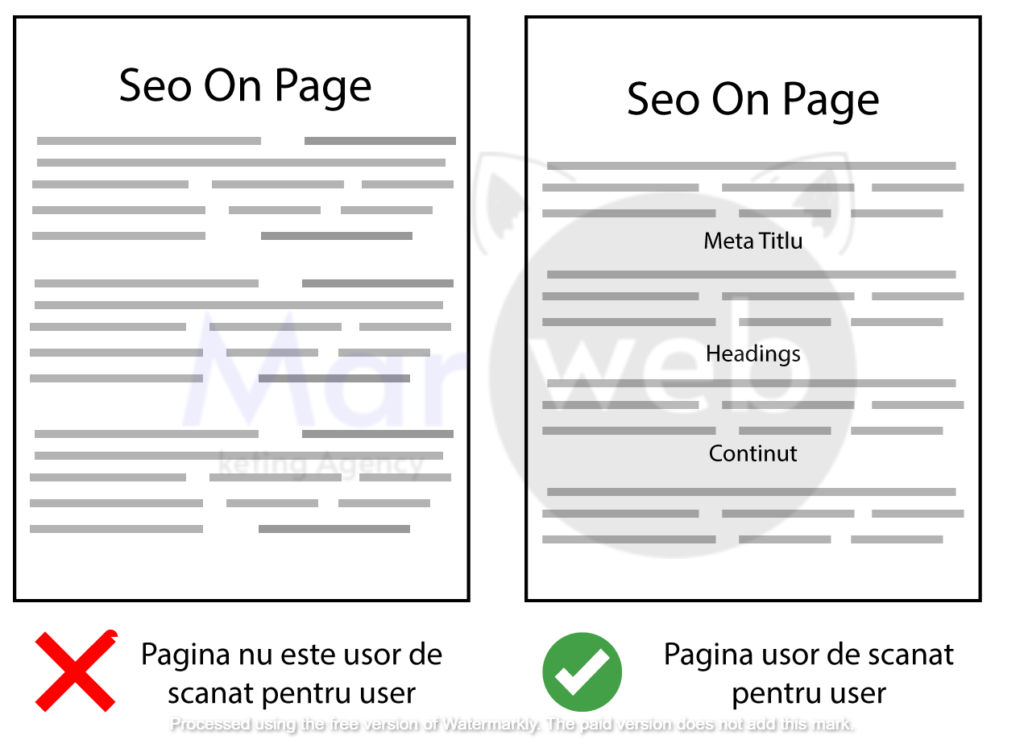 Seo On Page
Seo On Page
Meta Titlu
Headings
Continut
Mar web
keting Agency
Pagina nu este usor de
scanat pentru user
Pagina usor de scanat
pentru user
Processed using the free version of Watermarkly. The paid version does not add this mark.